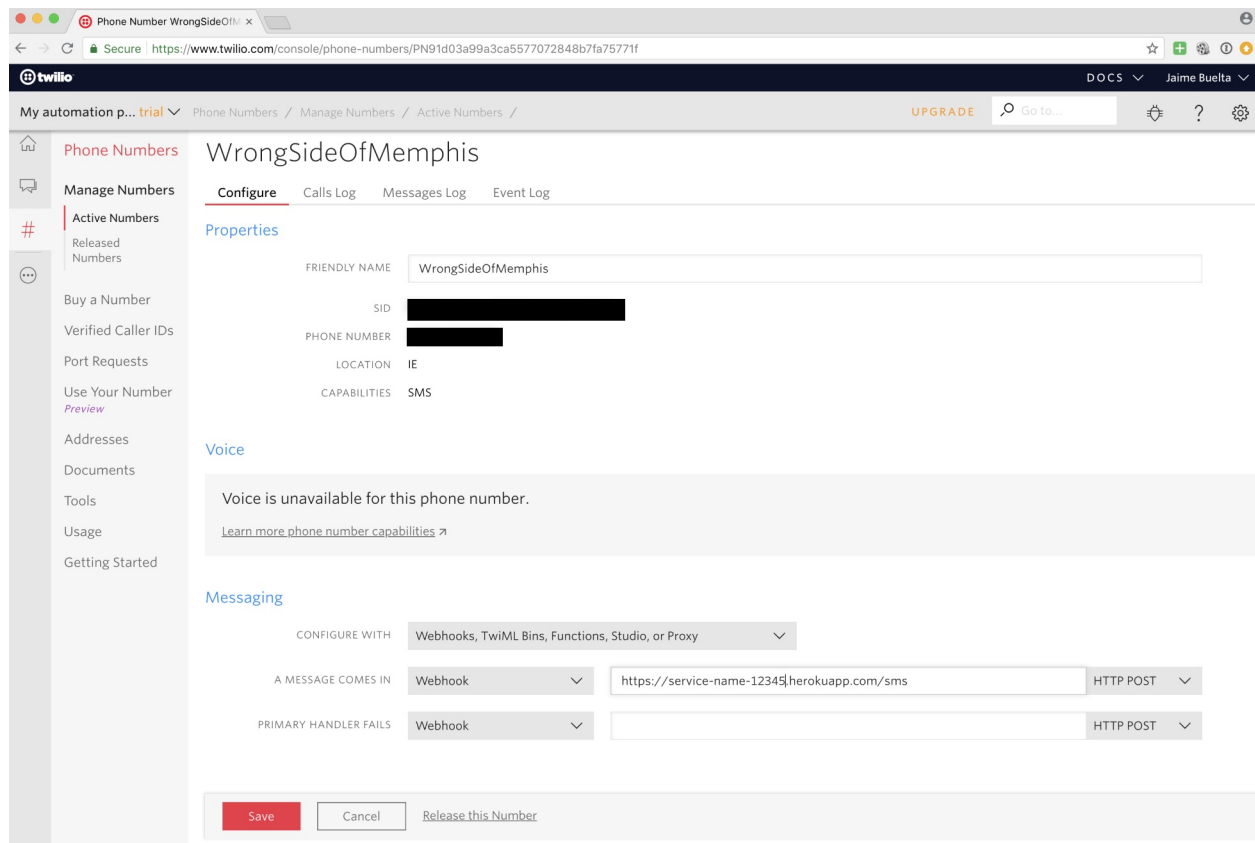 Phone Number WrongSideOfM ×
Secure https://www.twilio.com/console/phone-numbers/PN91d03a99a3ca5577072848b7fa75771f
twilio DOCS Jaime Buelta
My automation p... trial Phone Numbers / Manage Numbers / Active Numbers / UPGRADE Go to... ?
Phone Numbers
Manage Numbers
Active Numbers
#
Released
Numbers
Buy a Number
Verified Caller IDs
Port Requests
Use Your Number
Preview
Addresses
Documents
Tools
Usage
Getting Started
WrongSideOfMemphis
Configure Calls Log Messages Log Event Log
Properties
FRIENDLY NAME WrongSideOfMemphis
SID
PHONE NUMBER
LOCATION IE
CAPABILITIES SMS
Voice
Voice is unavailable for this phone number.
Learn more phone number capabilities
Messaging
CONFIGURE WITH Webhooks, TwiML Bins, Functions, Studio, or Proxy
A MESSAGE COMES IN Webhook https://service-name-12345.herokuapp.com/sms HTTP POST
PRIMARY HANDLER FAILS Webhook HTTP POST
Save Cancel Release this Number